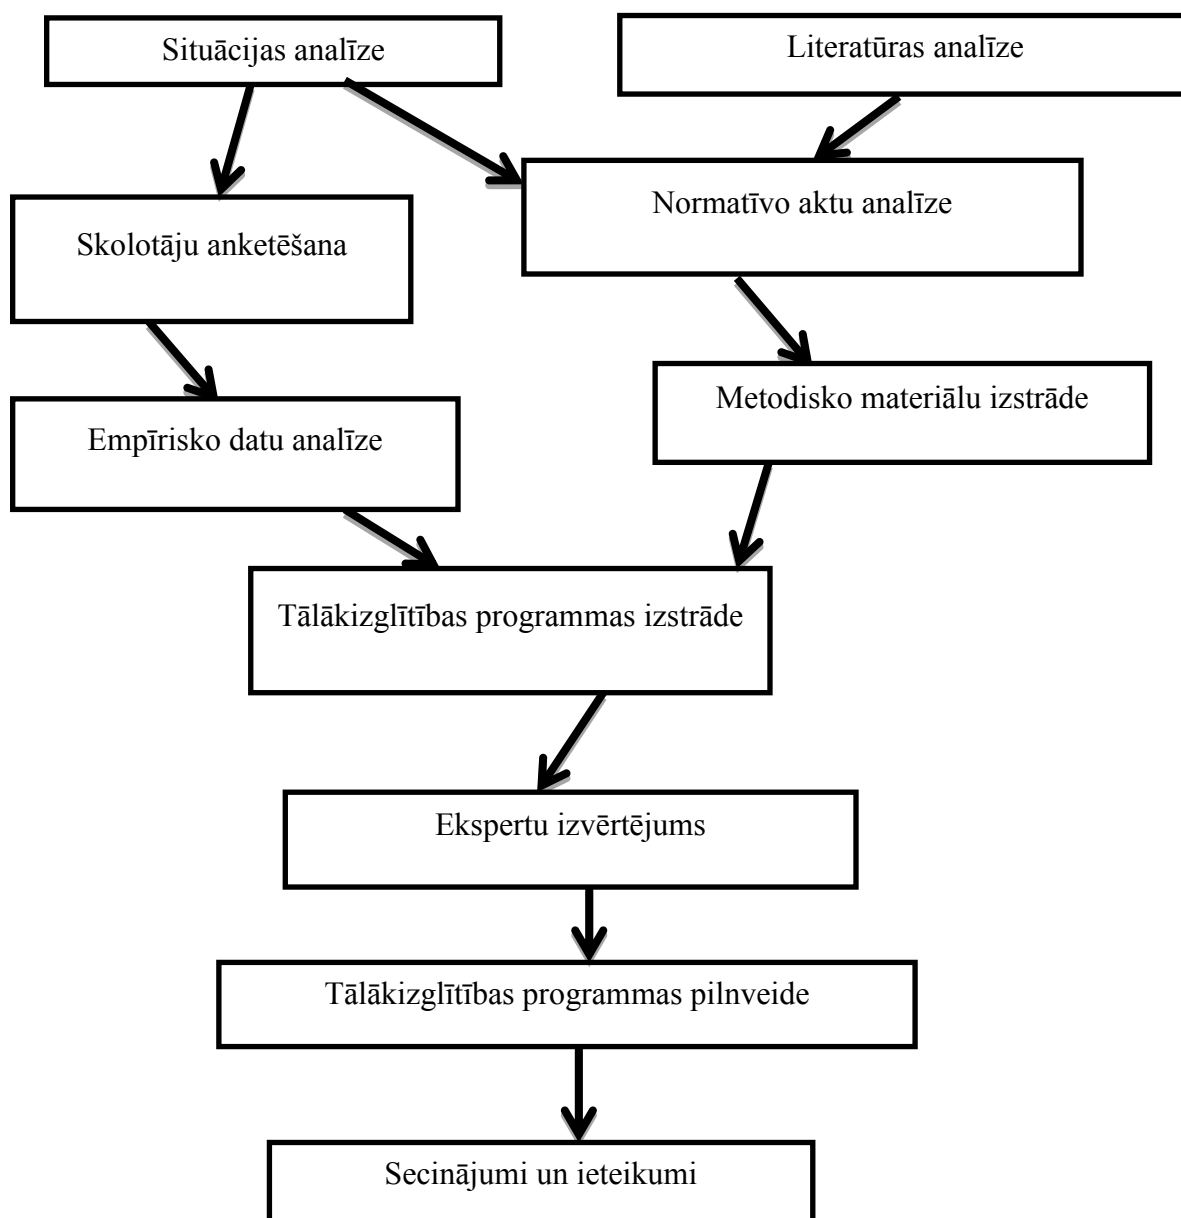 Situācijas analīze
Literatūras analīze
Normatīvo aktu analīze
Skolotāju anketēšana
Metodisko materiālu izstrāde
Empīrisko datu analīze
Tālākizglītības programmas izstrāde
Ekspertu izvērtējums
Tālākizglītības programmas pilnveide
Secinājumi un ieteikumi